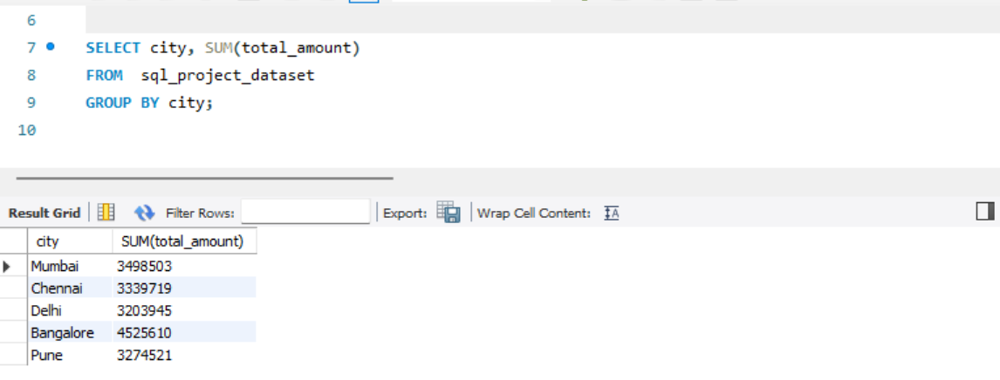 6
7 SELECT city, SUM(total_amount)
8 FROM sql_project_dataset
9 GROUP BY city;
10
Result Grid Filter Rows: Export: Wrap Cell Content: IA
city SUM(total_amount)
Mumbai 3498503
Chennai 3339719
Delhi 3203945
Bangalore 4525610
Pune 3274521